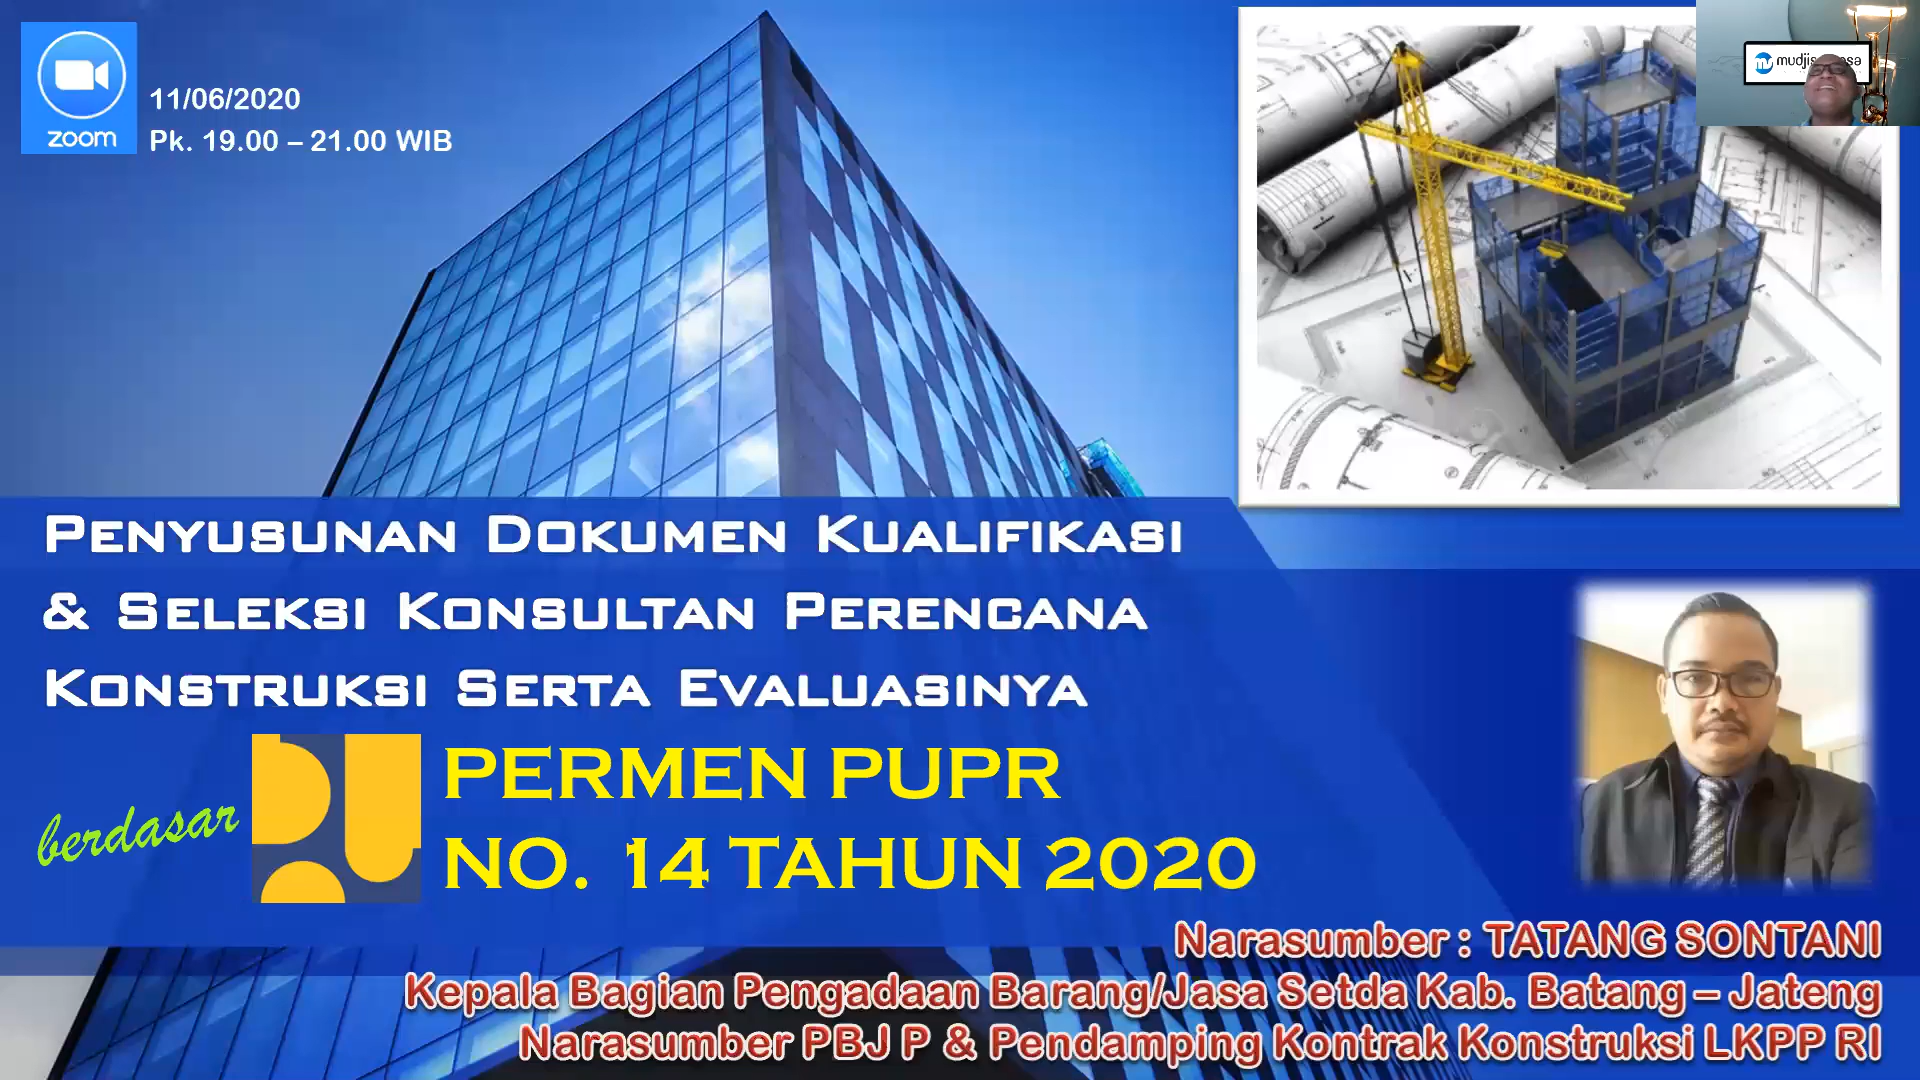 zoom
11/06/2020
Pk. 19.00 – 21.00 WIB
PENYUSUNAN DOKUMEN KUALIFIKASI
& SELEKSI KONSULTAN PERENCANA
KONSTRUKSI SERTA EVALUASINYA
berdasar
PERMEN PUPR
NO. 14 TAHUN 2020
Narasumber : TATANG SONTANI
Kepala Bagian Pengadaan Barang/Jasa Setda Kab. Batang – Jateng
Narasumber PBJ P & Pendamping Kontrak Konstruksi LKPP RI